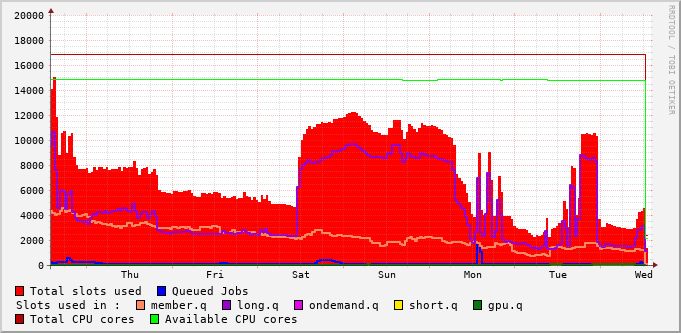 20000
18000
16000
14000
12000
10000
8000
6000
4000
2000
0
Thu Fri Sat Sun Mon Tue Wed
RRDTOOL / TOBI OETIKER
Total slots used Queued Jobs
Slots used in : member.q long.q ondemand.q short.q gpu.q
Total CPU cores Available CPU cores